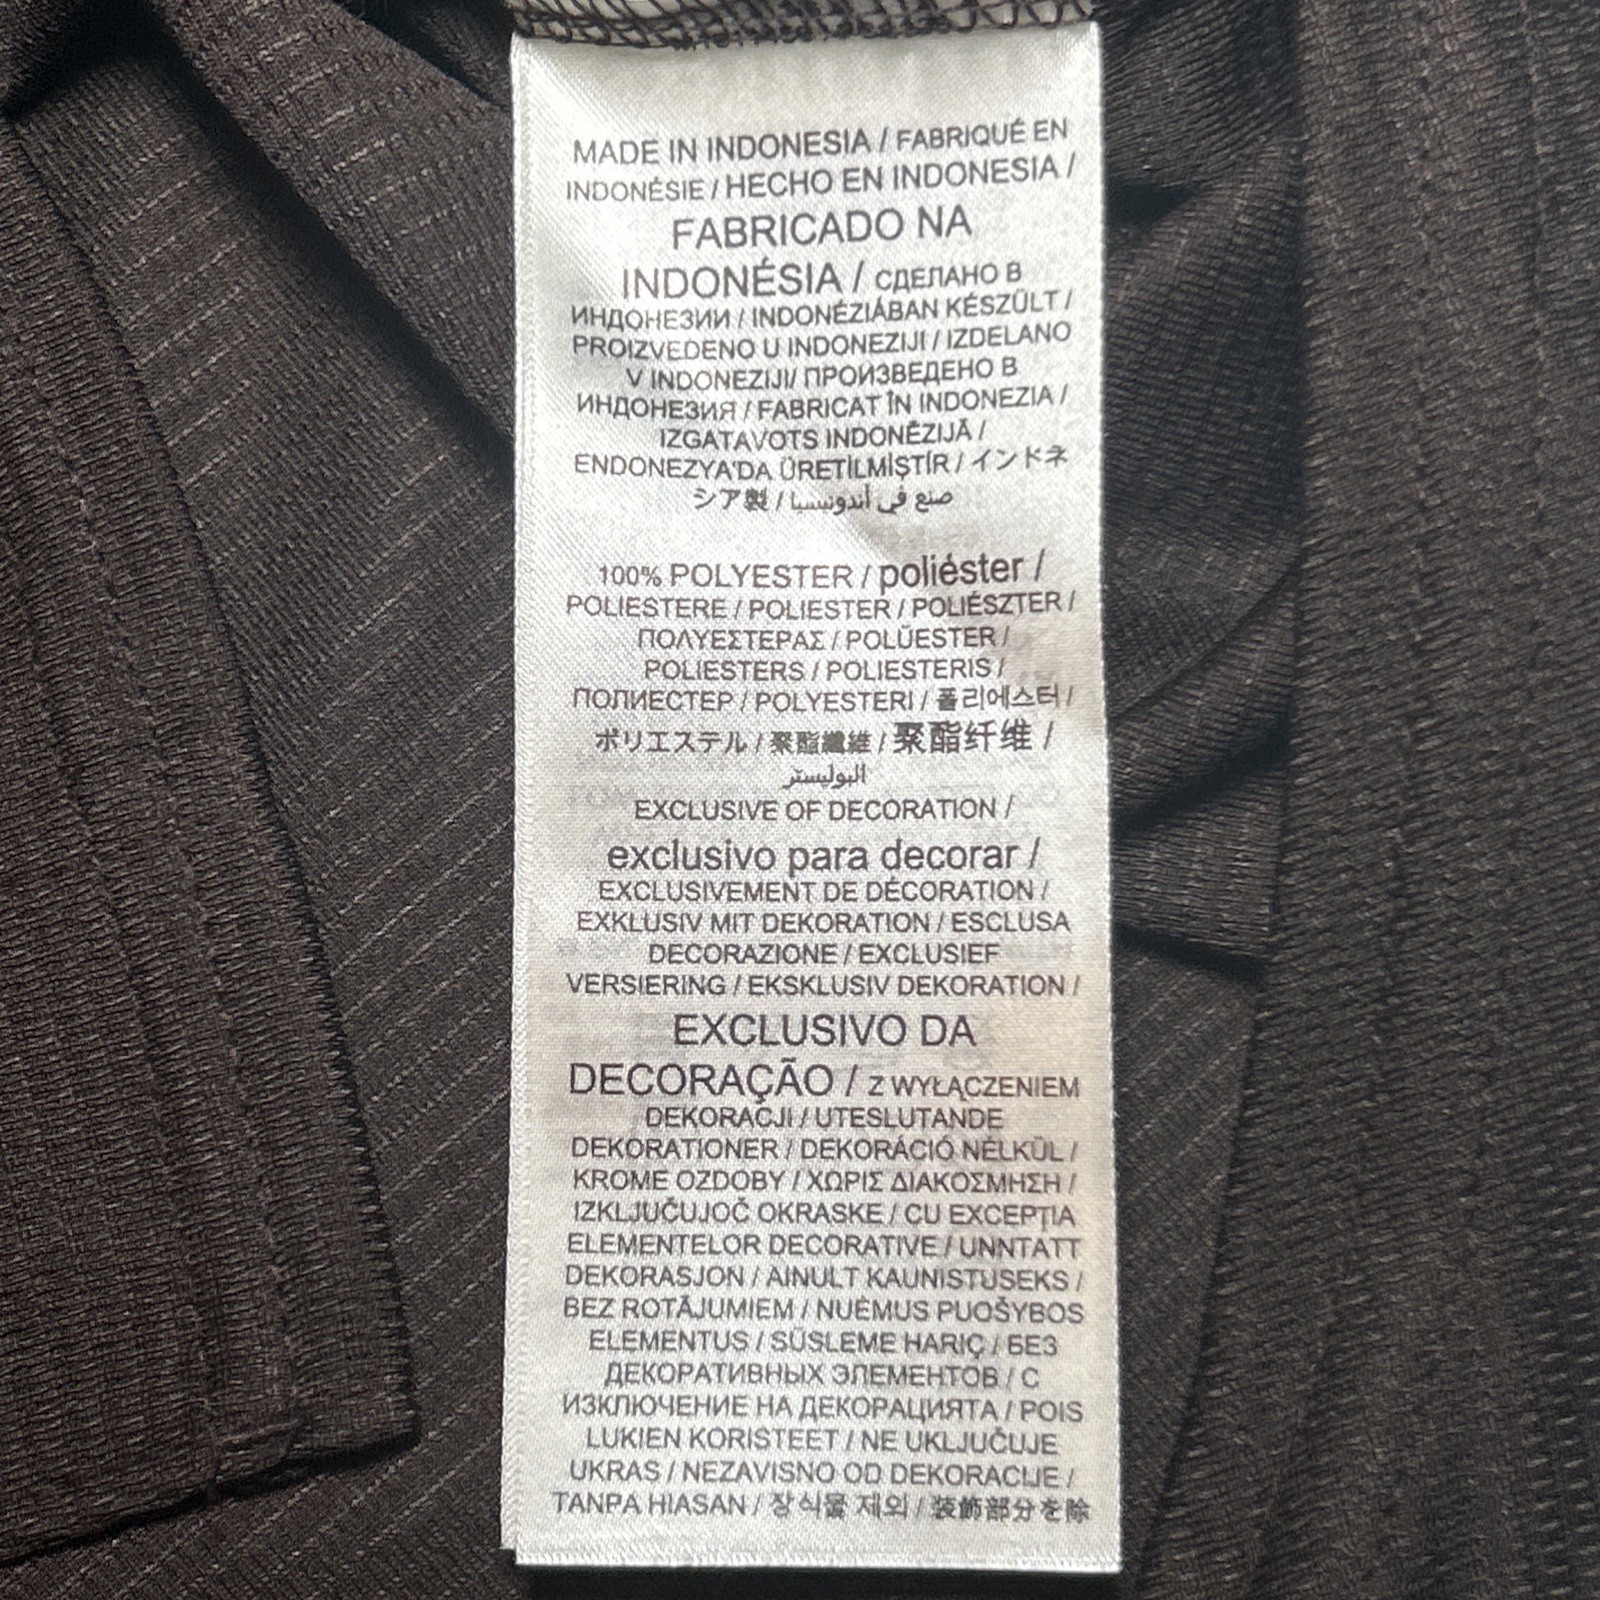 MADE IN INDONESIA / FABRIQUÉ EN
INDONÉSIE / HECHO EN INDONESIA /
FABRICADO NA
INDONÉSIA / СДЕЛАНО В
ИНДОНЕЗИИ / INDONÉZIÁBAN KÉSZÜLT /
PROIZVEDENO U INDONEZIJI / IZDELANO
V INDONEZIJI/ ПРОИЗВЕДЕНО В
ИНДОНЕЗИЯ / FABRICAT ÎN INDONEZIA /
IZGATAVOTS INDONĒZIJĀ /
ENDONEZYA'DA ÜRETİLMİŞTİR / インドネ
シア製 / صنع في أندونيسيا
100% POLYESTER / poliéster /
POLIESTERE / POLIESTER / POLIÉSZTER /
ΠΟΛΥΕΣΤΕΡΑΣ / POLÜESTER /
POLIESTERS / POLIESTERIS /
ПОЛИЕСТЕР / POLYESTERI / 폴리에스터 /
ポリエステル / 聚酯纖維 / 聚酯纤维 /
البوليستر
EXCLUSIVE OF DECORATION /
exclusivo para decorar /
EXCLUSIVEMENT DE DÉCORATION /
EXKLUSIV MIT DEKORATION / ESCLUSA
DECORAZIONE / EXCLUSIEF
VERSIERING / EKSKLUSIV DEKORATION /
EXCLUSIVO DA
DECORAÇÃO / Z WYŁĄCZENIEM
DEKORACJI / UTESLUTANDE
DEKORATIONER / DEKORÁCIÓ NÉLKÜL /
KROME OZDOBY / ΧΩΡΙΣ ΔΙΑΚΟΣΜΗΣΗ /
IZKLJUČUJOČ OKRASKE / CU EXCEPȚIA
ELEMENTELOR DECORATIVE / UNNTATT
DEKORASJON / AINULT KAUNISTUSEKS /
BEZ ROTĀJUMIEM / NUĖMUS PUOŠYBOS
ELEMENTUS / SÜSLEME HARİÇ / БЕЗ
ДЕКОРАТИВНЫХ ЭЛЕМЕНТОВ / С
ИЗКЛЮЧЕНИЕ НА ДЕКОРАЦИЯТА / POIS
LUKIEN KORISTEET / NE UKLJUČUJE
UKRAS / NEZAVISNO OD DEKORACIJE /
TANPA HIASAN / 장식물 제외 / 装飾部分を除